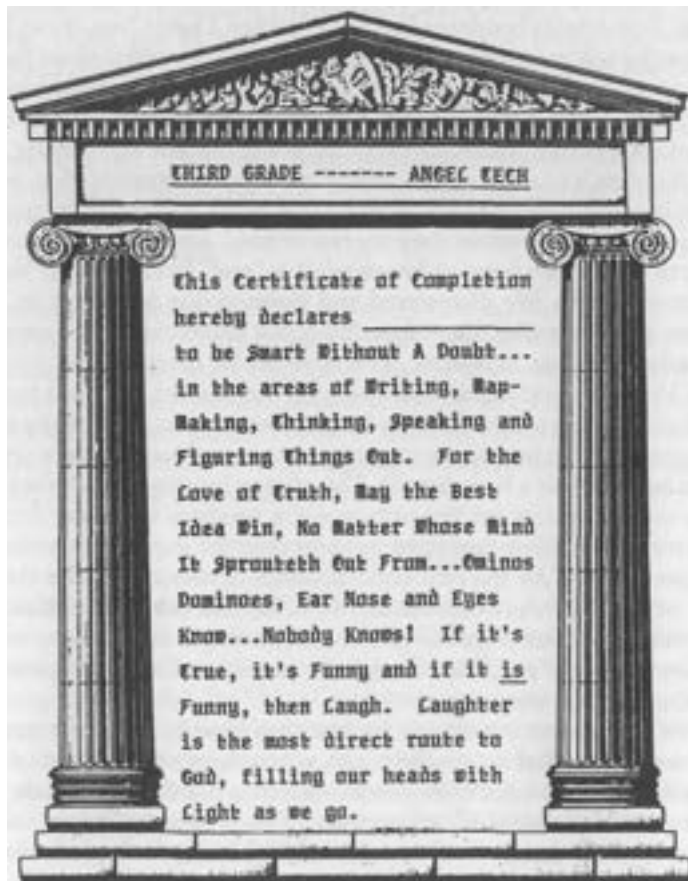 THIRD GRADE ------- ANGEL TECH
This Certificate of Completion
hereby declares ____________
to be Smart Without A Doubt...
in the areas of Writing, Map-
Making, Thinking, Speaking and
Figuring Things Out. For the
Love of Truth, May the Best
Idea Win, No Matter Whose Mind
It Sprouteth Out From...Ominos
Dominoes, Ear Nose and Eyes
Know...Nobody Knows! If it's
True, it's Funny and if it is
Funny, then Laugh. Laughter
is the most direct route to
God, filling our heads with
Light as we go.